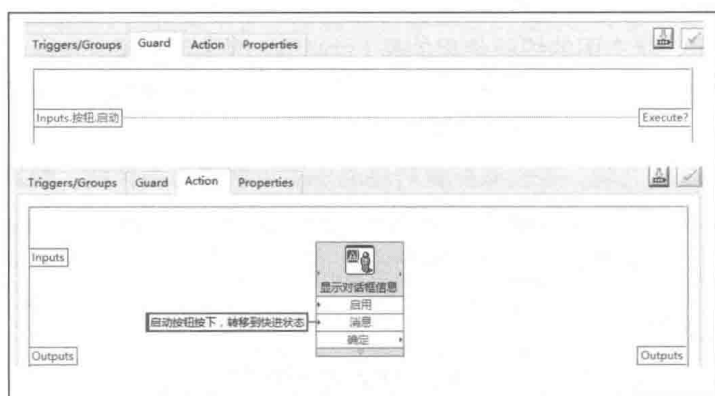 Triggers/Groups Guard Action Properties
Inputs.按钮.启动
Execute?
Triggers/Groups Guard Action Properties
Inputs
显示对话框信息
启用
启动按钮按下，转移到快进状态
消息
确定
Outputs
Outputs